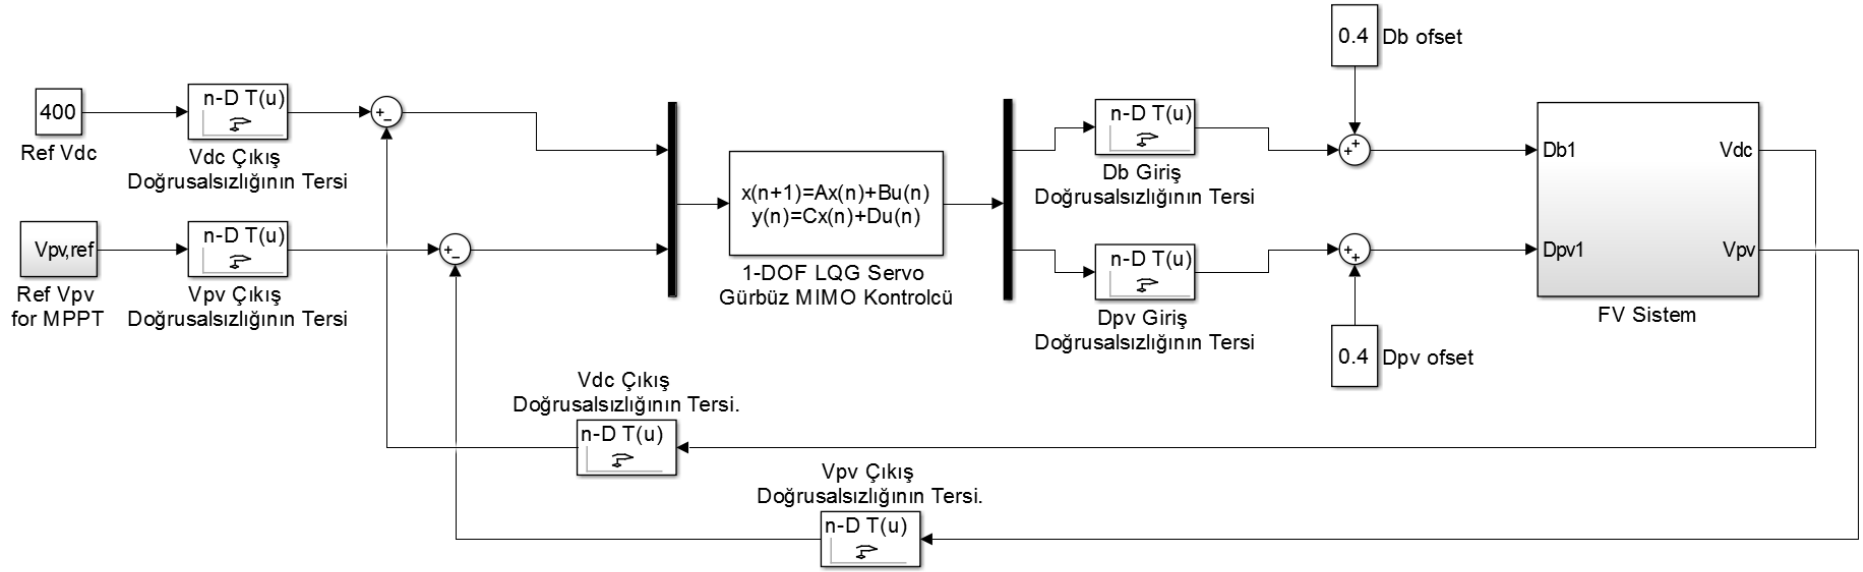 400
Ref Vdc
n-D T(u)
Vdc Çıkış
Doğrusalsızlığının Tersi
+
−
Vpv,ref
Ref Vpv
for MPPT
n-D T(u)
Vpv Çıkış
Doğrusalsızlığının Tersi
+
−
x(n+1)=Ax(n)+Bu(n)
y(n)=Cx(n)+Du(n)
1-DOF LQG Servo
Gürbüz MIMO Kontrolcü
n-D T(u)
Db Giriş
Doğrusalsızlığının Tersi
n-D T(u)
Dpv Giriş
Doğrusalsızlığının Tersi
0.4
Db ofset
+
+
+
+
0.4
Dpv ofset
Db1
Vdc
Dpv1
Vpv
FV Sistem
Vdc Çıkış
Doğrusalsızlığının Tersi.
n-D T(u)
Vpv Çıkış
Doğrusalsızlığının Tersi.
n-D T(u)